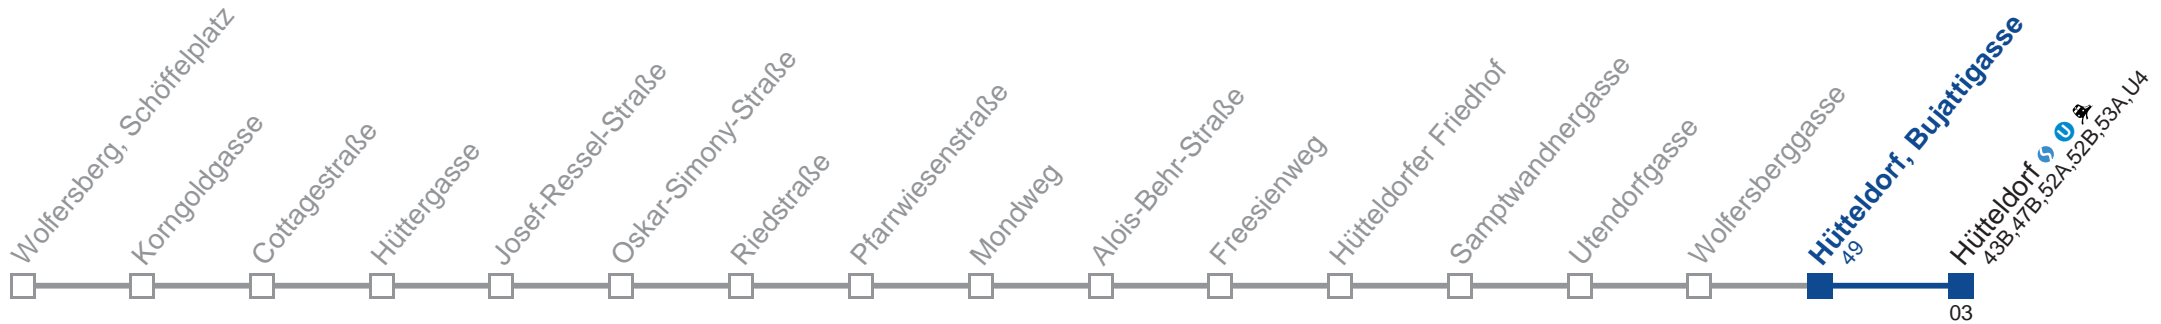 Wolfersberg, Schöffelplatz
Korngoldgasse
Cottagestraße
Hüttergasse
Josef-Ressel-Straße
Oskar-Simony-Straße
Riedstraße
Pfarrwiesenstraße
Mondweg
Alois-Behr-Straße
Freesienweg
Hütteldorfer Friedhof
Samptwandnergasse
Utendorfgasse
Wolfersberggasse
Hütteldorf, Bujattigasse
49
Hütteldorf S U
43B,47B,52A,52B,53A,U4
03